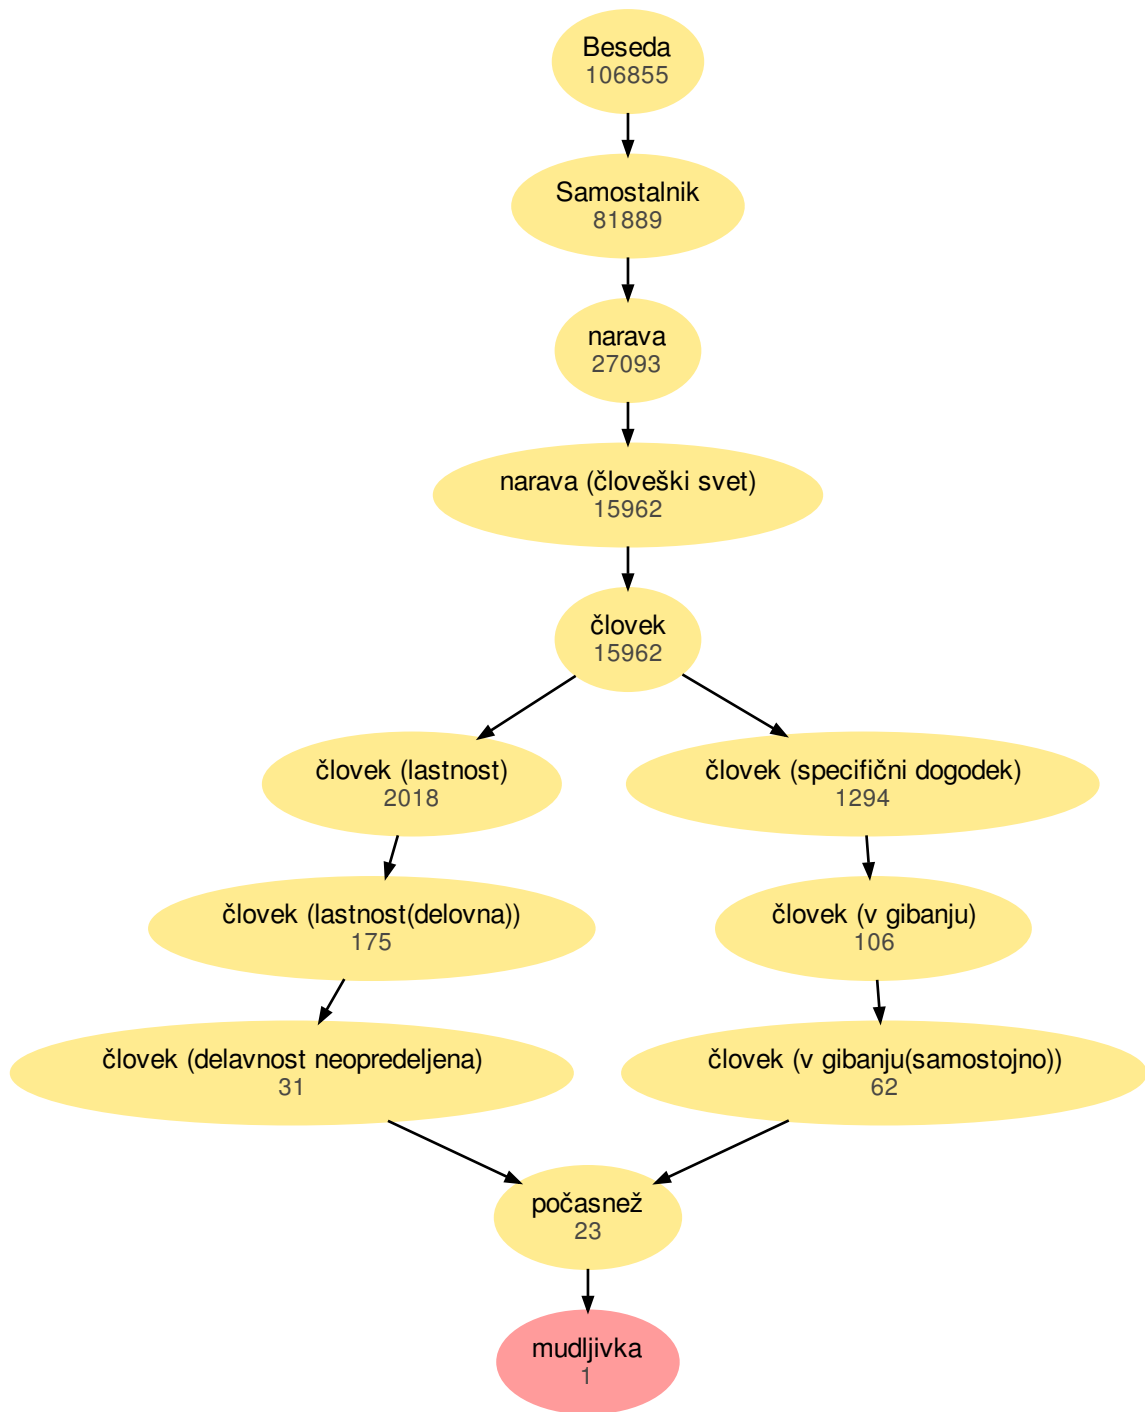 Beseda
106855
Samostalnik
81889
narava
27093
narava (človeški svet)
15962
človek
15962
človek (lastnost)
2018
človek (specifični dogodek)
1294
človek (lastnost(delovna))
175
človek (v gibanju)
106
človek (delavnost neopredeljena)
31
človek (v gibanju(samostojno))
62
počasnež
23
mudljivka
1